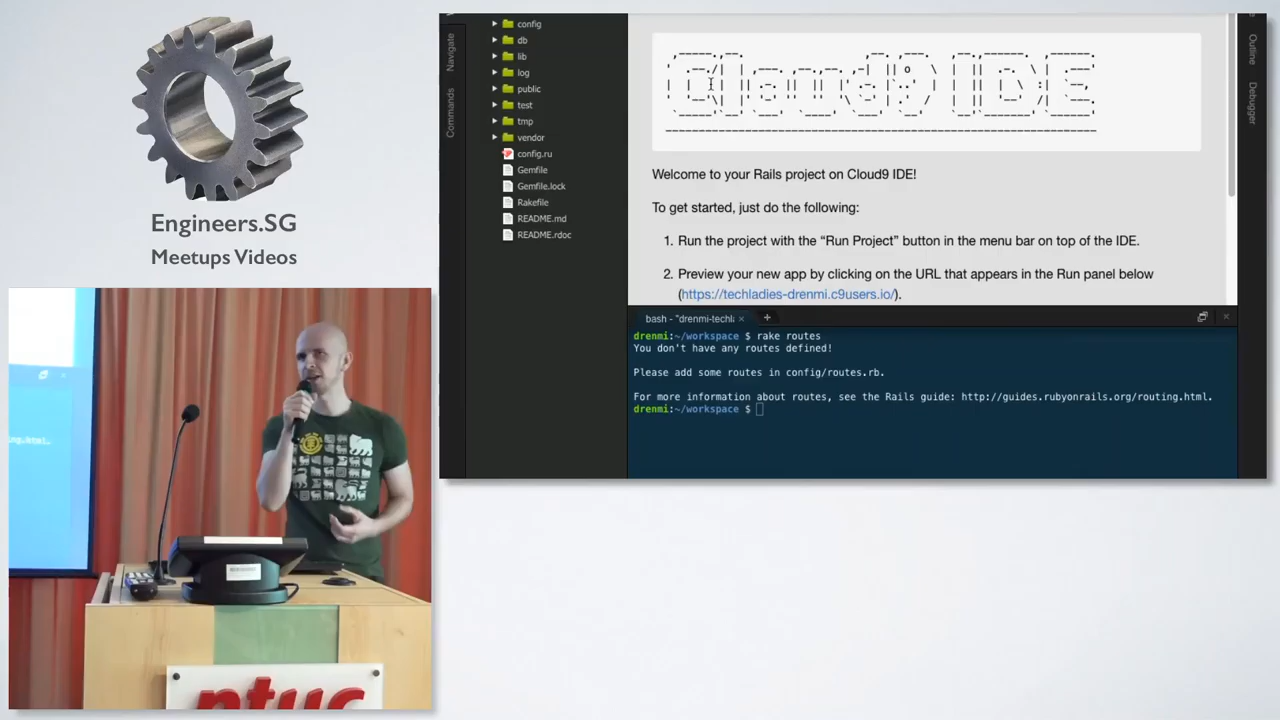 Engineers.SG
Meetups Videos
ntuc
Navigate
Commands
config
db
lib
log
public
test
tmp
vendor
config.ru
Gemfile
Gemfile.lock
Rakefile
README.md
README.rdoc
Cloud9 IDE
Welcome to your Rails project on Cloud9 IDE!
To get started, just do the following:
1. Run the project with the “Run Project” button in the menu bar on top of the IDE.
2. Preview your new app by clicking on the URL that appears in the Run panel below
(https://techladies-drenmi.c9users.io/).
Outline
Debugger
bash - "drenmi-techla
drenmi:~/workspace $ rake routes
You don't have any routes defined!
Please add some routes in config/routes.rb.
For more information about routes, see the Rails guide: http://guides.rubyonrails.org/routing.html.
drenmi:~/workspace $